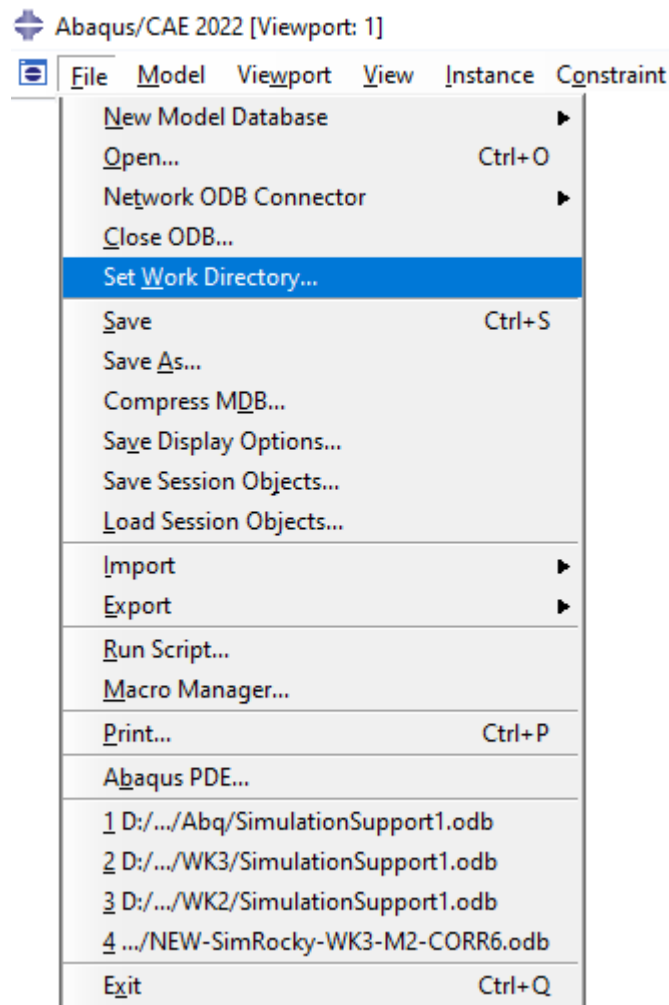 Abaqus/CAE 2022 [Viewport: 1]
File Model Viewport View Instance Constraint
New Model Database
Open... Ctrl+O
Network ODB Connector
Close ODB...
Set Work Directory...
Save Ctrl+S
Save As...
Compress MDB...
Save Display Options...
Save Session Objects...
Load Session Objects...
Import
Export
Run Script...
Macro Manager...
Print... Ctrl+P
Abaqus PDE...
1 D:/.../Abq/SimulationSupport1.odb
2 D:/.../WK3/SimulationSupport1.odb
3 D:/.../WK2/SimulationSupport1.odb
4 .../NEW-SimRocky-WK3-M2-CORR6.odb
Exit Ctrl+Q